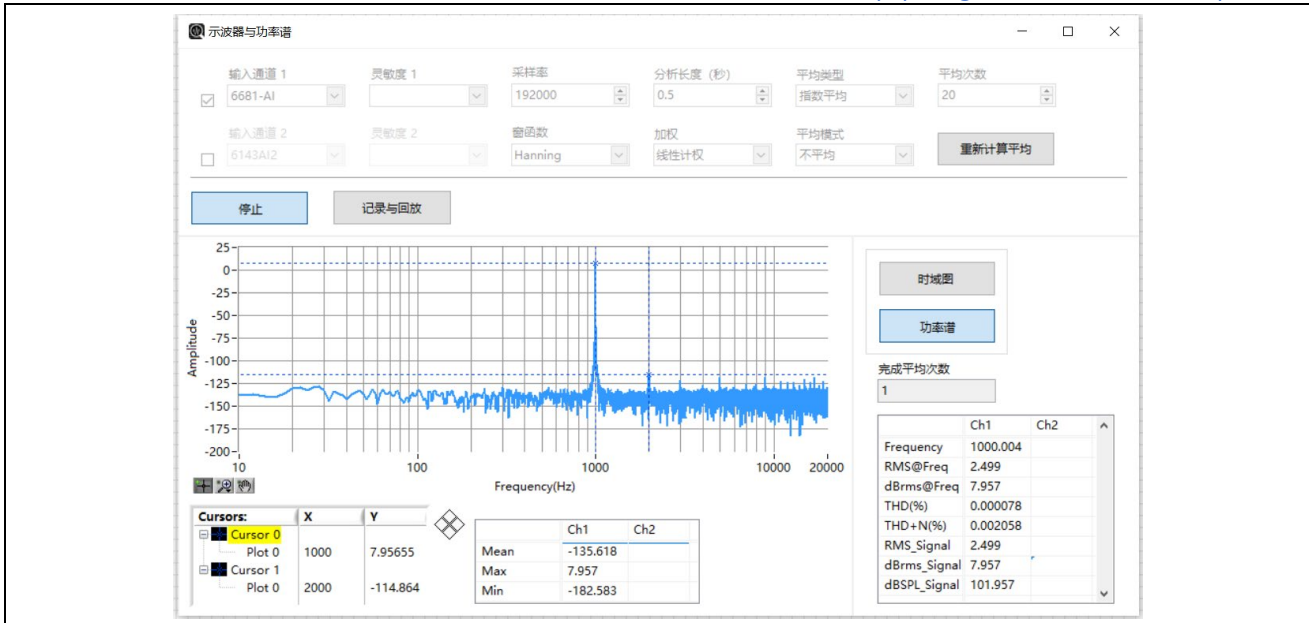 示波器与功率谱
输入通道 1 灵敏度 1 采样率 分析长度（秒） 平均类型 平均次数
6681-AI 192000 0.5 指数平均 20
输入通道 2 灵敏度 2 窗函数 加权 平均模式
6143AI2 Hanning 线性计权 不平均 重新计算平均
停止 记录与回放
25
0
-25
-50
-75
-100
-125
-150
-175
-200
Amplitude
10 100 1000 10000 20000
Frequency(Hz)
时域图
功率谱
完成平均次数
1
Ch1 Ch2
Frequency 1000.004
RMS@Freq 2.499
dBrms@Freq 7.957
THD(%) 0.000078
THD+N(%) 0.002058
RMS_Signal 2.499
dBrms_Signal 7.957
dBSPL_Signal 101.957
Cursors: X Y
Cursor 0
Plot 0 1000 7.95655
Cursor 1
Plot 0 2000 -114.864
Ch1 Ch2
Mean -135.618
Max 7.957
Min -182.583